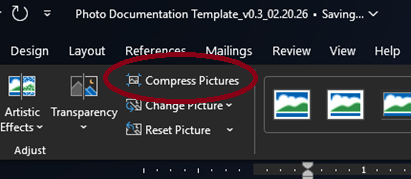 Photo Documentation Template_v0.3_02.20.26 • Saving...
Design Layout References Mailings Review View
Artistic Effects
Transparency
Compress Pictures
Change Picture
Reset Picture
Adjust
1